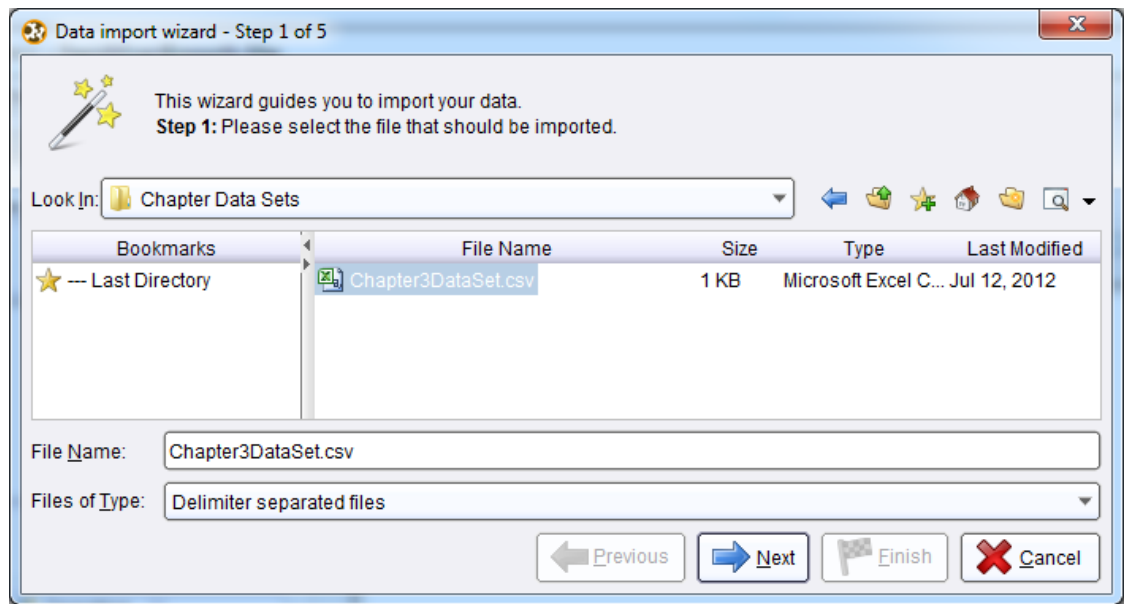 Data import wizard - Step 1 of 5
This wizard guides you to import your data.
Step 1: Please select the file that should be imported.
Look In: Chapter Data Sets
Bookmarks File Name Size Type Last Modified
--- Last Directory Chapter3DataSet.csv 1 KB Microsoft Excel C... Jul 12, 2012
File Name: Chapter3DataSet.csv
Files of Type: Delimiter separated files
Previous Next Finish Cancel